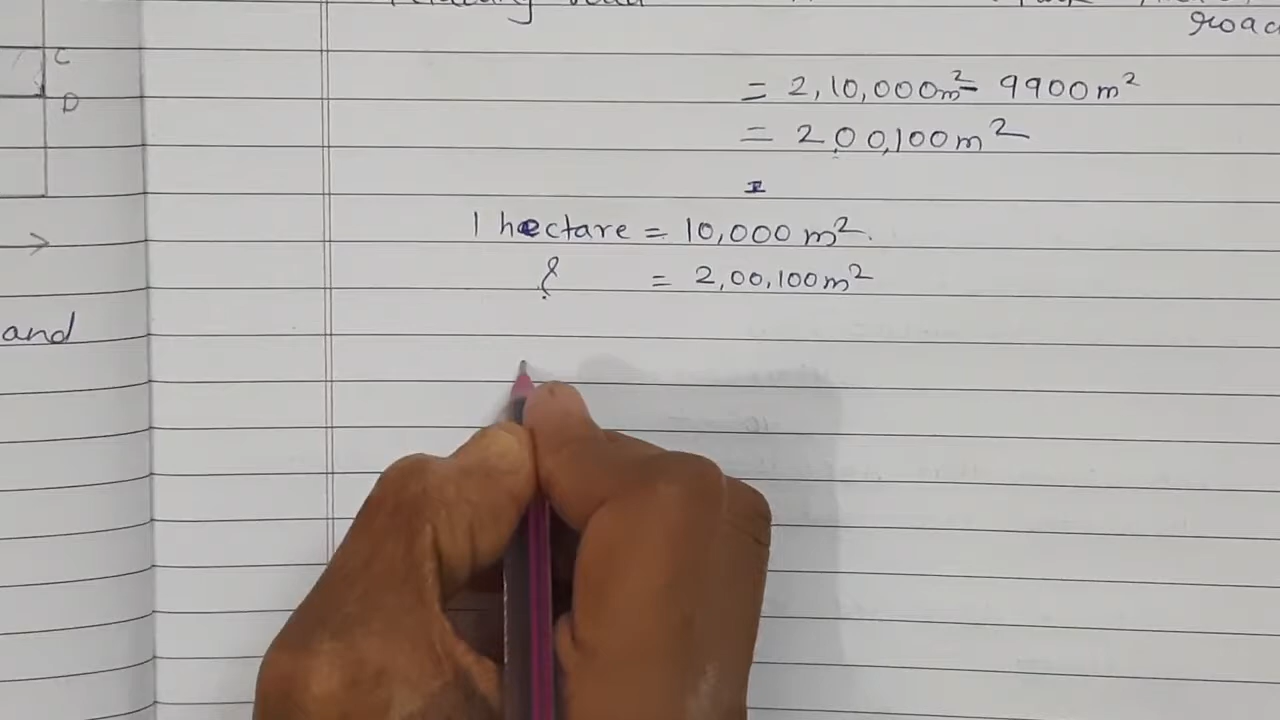 road
C
= 2,10,000m² - 9900m²
D
= 2,00,100m²
=
1 hectare = 10,000 m².
? = 2,00,100m²
and